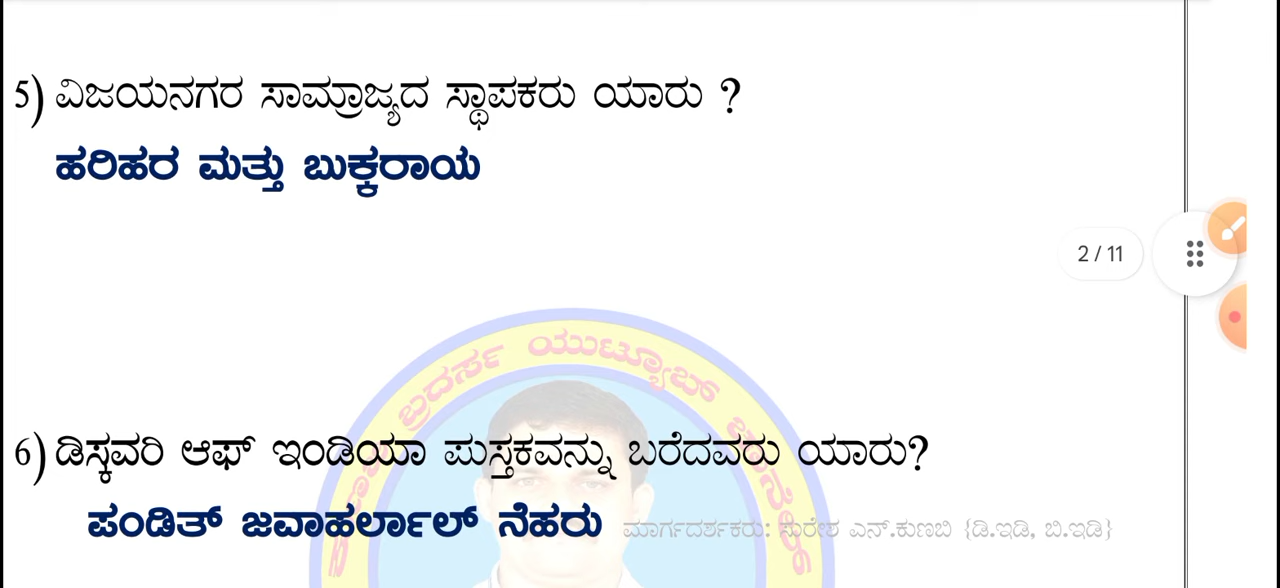 5) ವಿಜಯನಗರ ಸಾಮ್ರಾಜ್ಯದ ಸ್ಥಾಪಕರು ಯಾರು ?
ಹರಿಹರ ಮತ್ತು ಬುಕ್ಕರಾಯ
2 / 11
ಬ್ರದರ್ಸ ಯುಟ್ಯೂಬ್ ಚಾನೆಲ್
6) ಡಿಸ್ಕವರಿ ಆಫ್ ಇಂಡಿಯಾ ಪುಸ್ತಕವನ್ನು ಬರೆದವರು ಯಾರು?
ಪಂಡಿತ್ ಜವಾಹರ್ಲಾಲ್ ನೆಹರು
ಮಾರ್ಗದರ್ಶಕರು: ಸುರೇಶ ಎನ್.ಕುಣಬಿ {ಡಿ.ಇಡಿ, ಬಿ.ಇಡಿ}